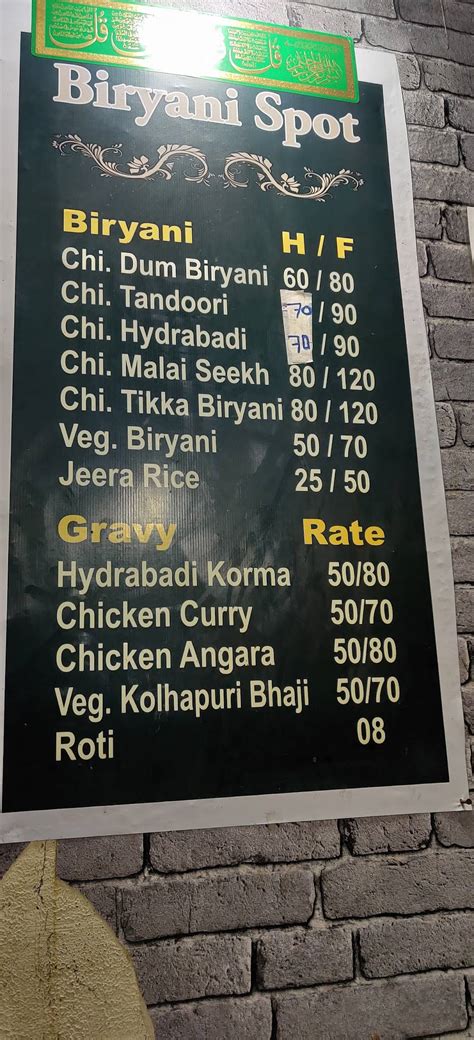 Biryani Spot
Biryani H / F
Chi. Dum Biryani 60 / 80
Chi. Tandoori 70 / 90
Chi. Hydrabadi 70 / 90
Chi. Malai Seekh 80 / 120
Chi. Tikka Biryani 80 / 120
Veg. Biryani 50 / 70
Jeera Rice 25 / 50
Gravy Rate
Hydrabadi Korma 50/80
Chicken Curry 50/70
Chicken Angara 50/80
Veg. Kolhapuri Bhaji 50/70
Roti 08